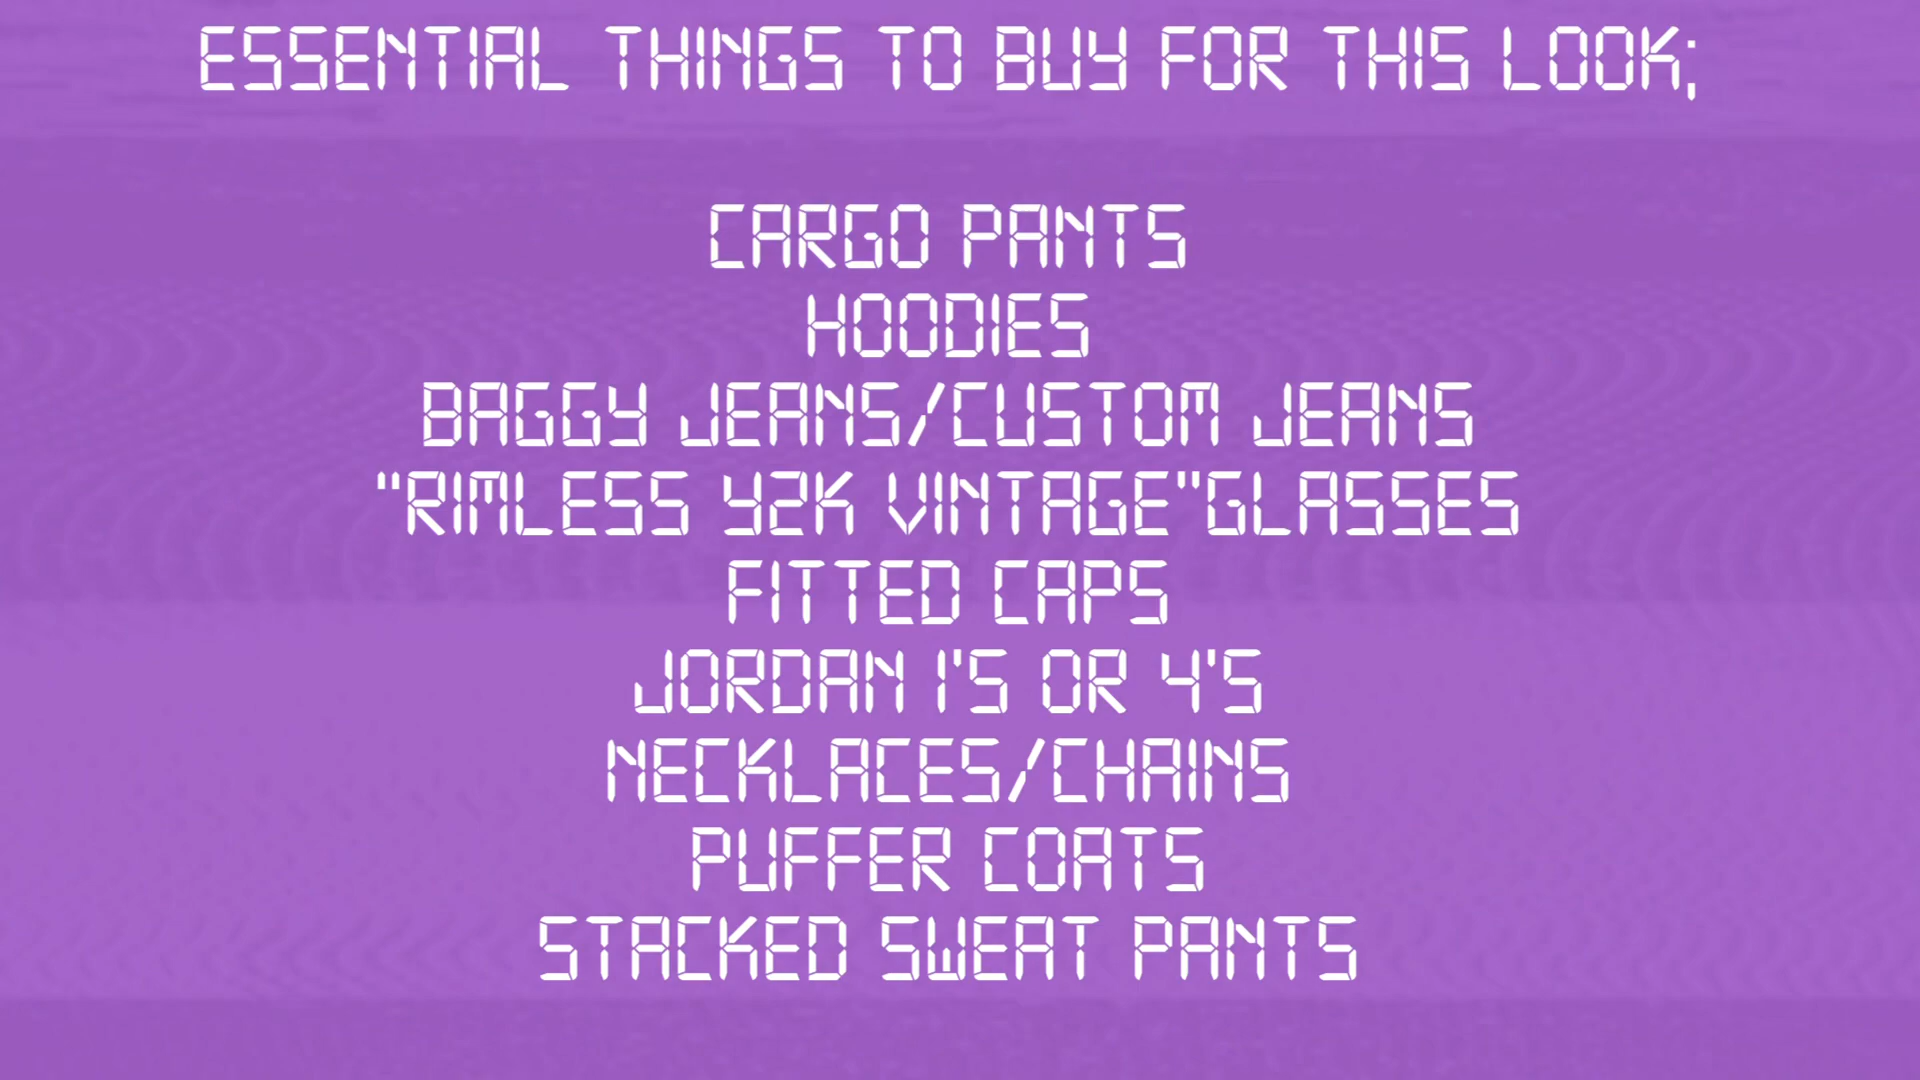 ESSENTIAL THINGS TO BUY FOR THIS LOOK;
CARGO PANTS
HOODIES
BAGGY JEANS/CUSTOM JEANS
"RIMLESS Y2K VINTAGE"GLASSES
FITTED CAPS
JORDAN 1'S OR 4'S
NECKLACES/CHAINS
PUFFER COATS
STACKED SWEAT PANTS